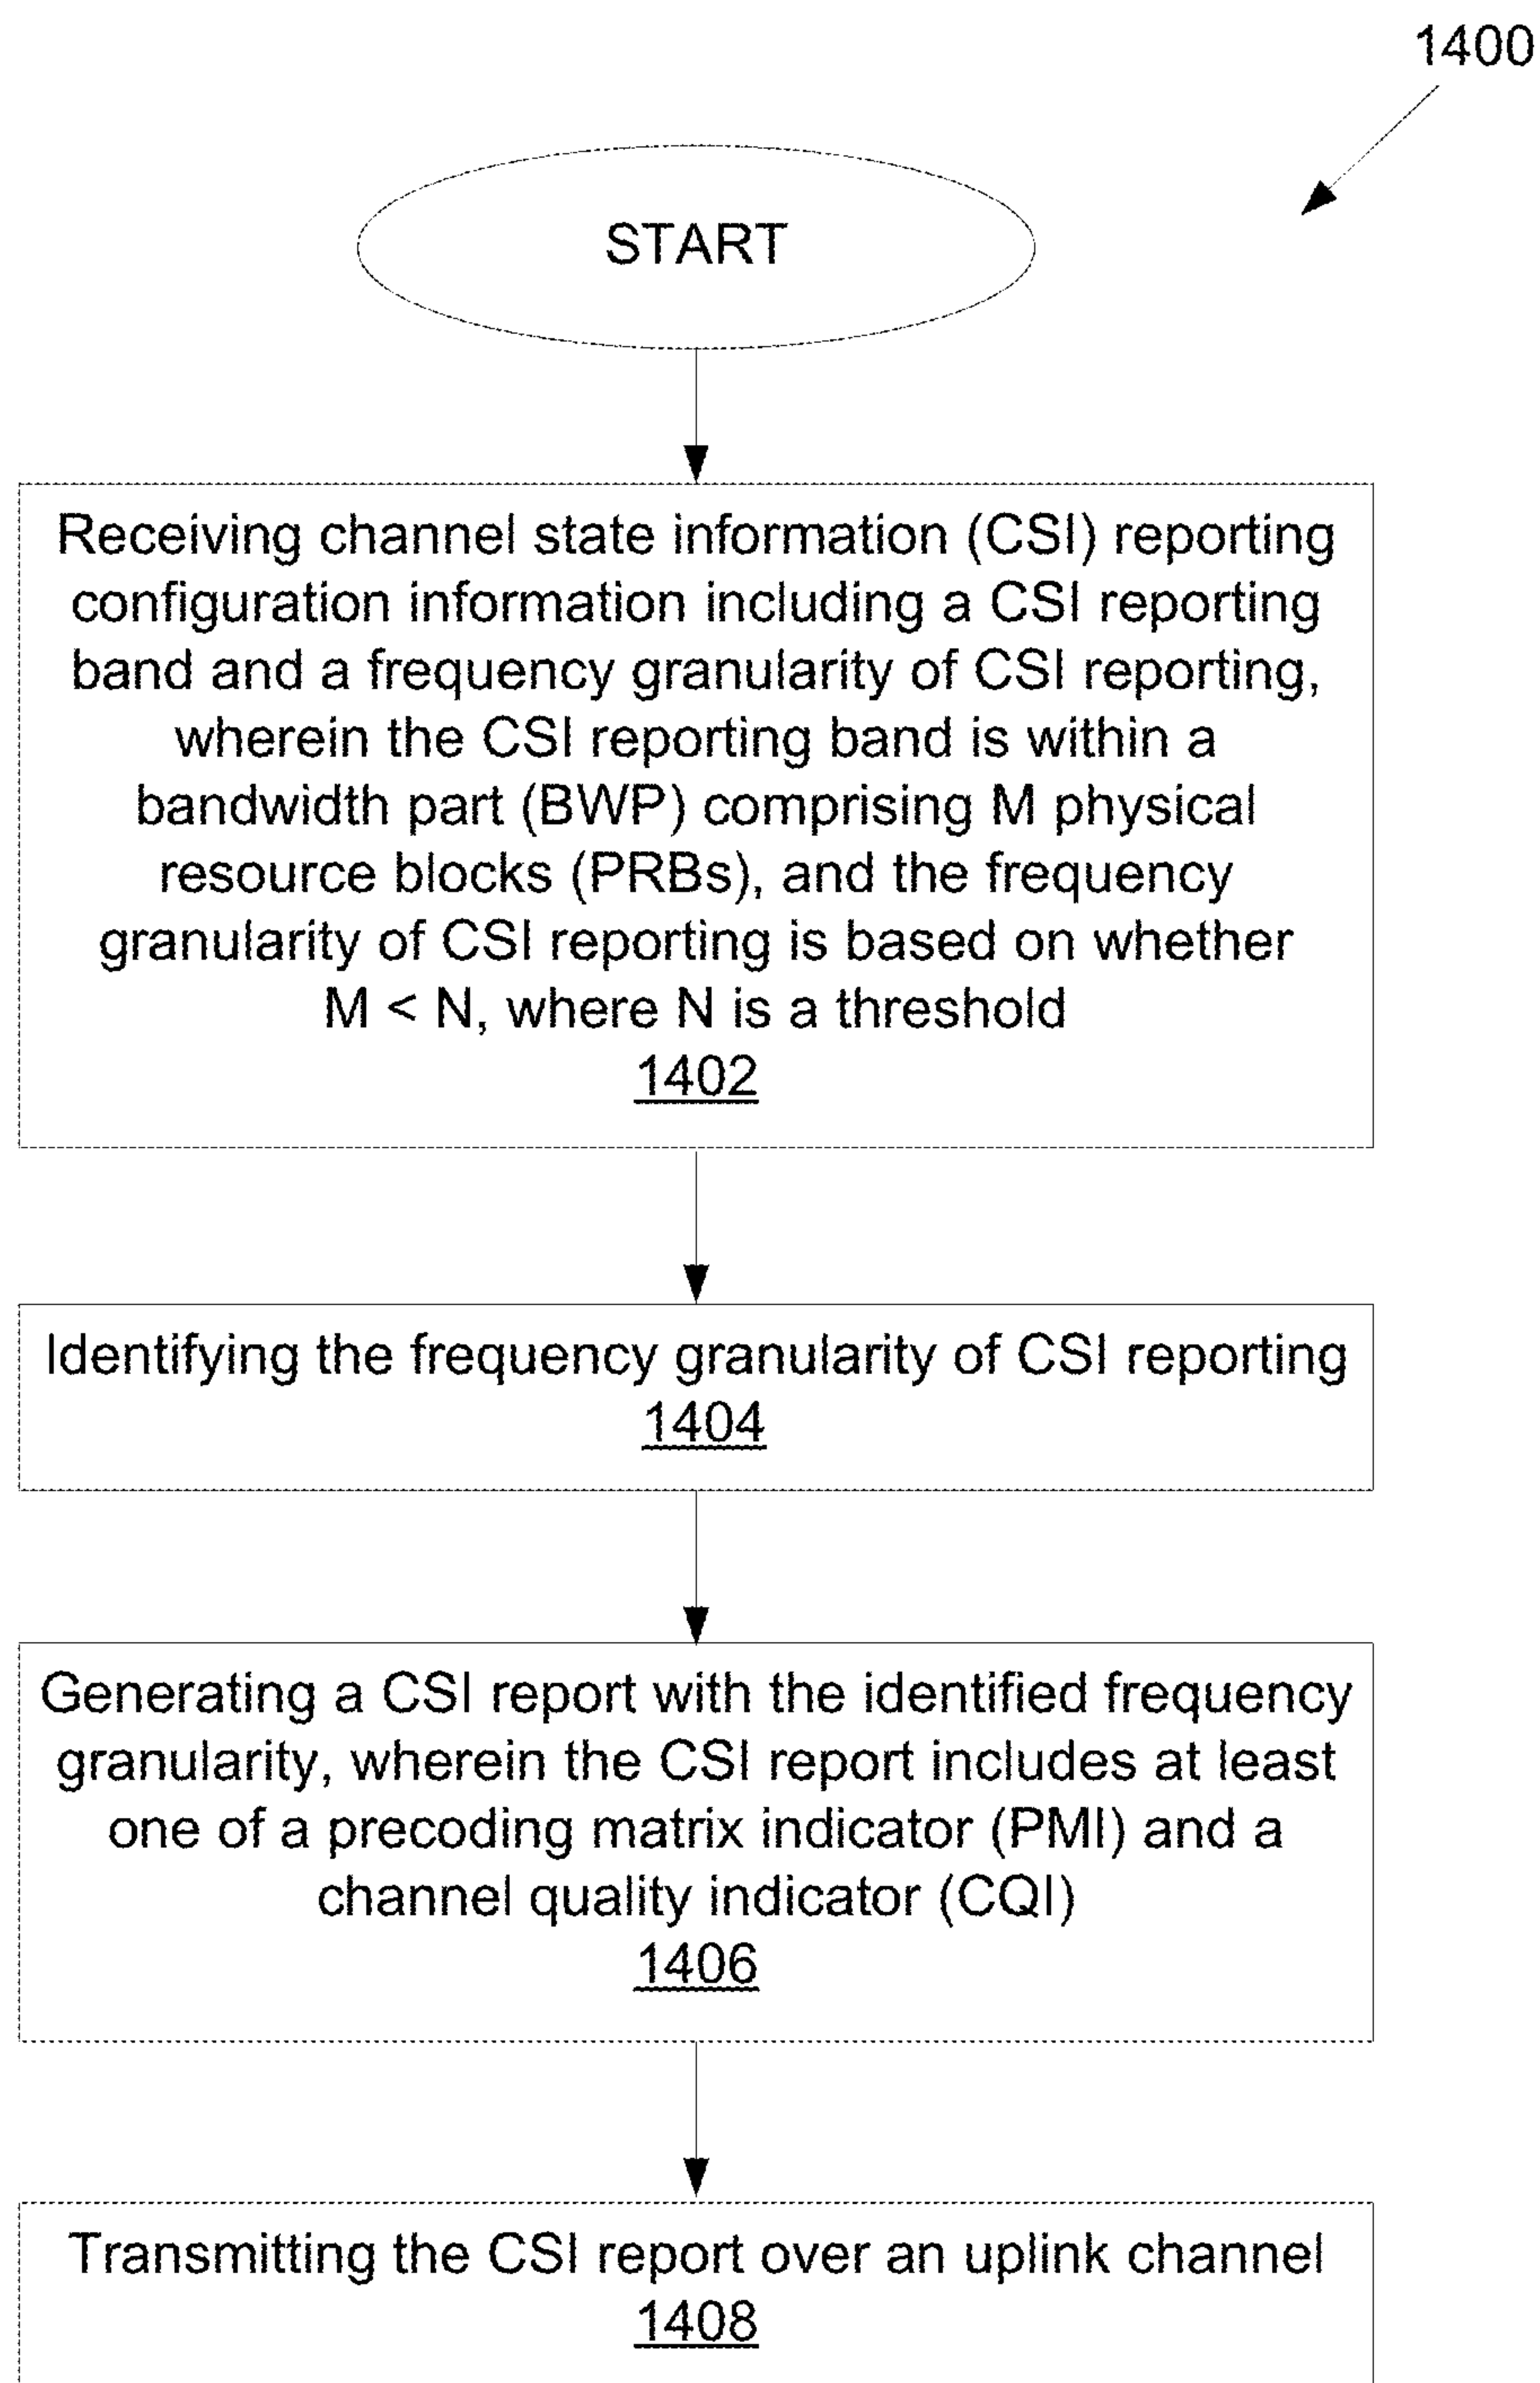 1400
START
Receiving channel state information (CSI) reporting
configuration information including a CSI reporting
band and a frequency granularity of CSI reporting,
wherein the CSI reporting band is within a
bandwidth part (BWP) comprising M physical
resource blocks (PRBs), and the frequency
granularity of CSI reporting is based on whether
M < N, where N is a threshold
1402
Identifying the frequency granularity of CSI reporting
1404
Generating a CSI report with the identified frequency
granularity, wherein the CSI report includes at least
one of a precoding matrix indicator (PMI) and a
channel quality indicator (CQI)
1406
Transmitting the CSI report over an uplink channel
1408